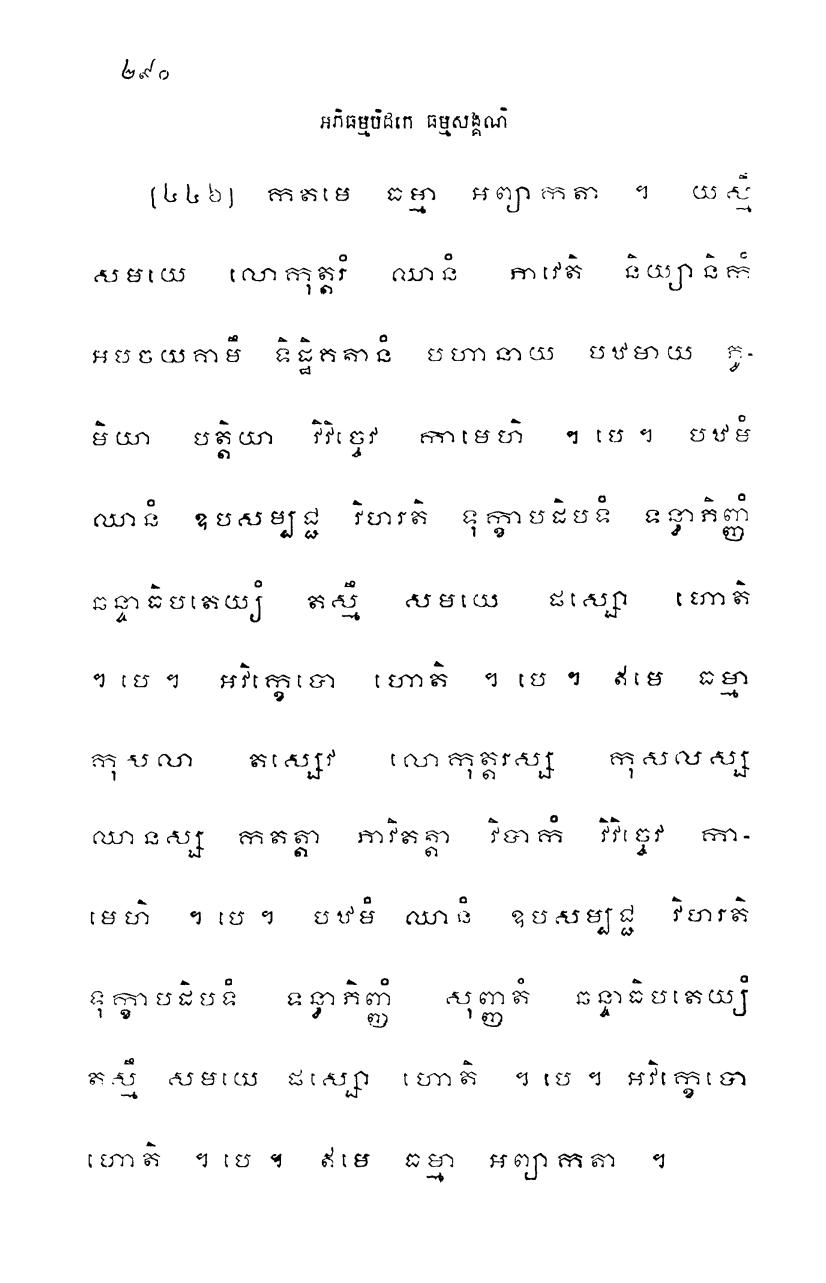 ២៩០
អភិធម្មបិដកេ ធម្មសង្គណិ
[៤៤៦] កតមេ ធម្មា អព្យាកតា ។ យស្មឹ
សមយេ លោកុត្តរំ ឈានំ ភាវេតិ និយ្យានិកំ
អបចយគាមឹ ទិដ្ឋិគតានំ បហានាយ បឋមាយ ភូ-
មិយា បត្តិយា វិវិច្ចេវ កាមេហិ ។ បេ ។ បឋមំ
ឈានំ ឧបសម្បជ្ជ វិហរតិ ទុក្ខាបដិបទំ ទន្ធាភិញ្ញំ
ឆន្ទាធិបតេយ្យំ តស្មឹ សមយេ ផស្សោ ហោតិ
។ បេ ។ អវិក្ខេបោ ហោតិ ។ បេ ។ ឥមេ ធម្មា
កុសលា តស្សេវ លោកុត្តរស្ស កុសលស្ស
ឈានស្ស កតត្តា ភាវិតត្តា វិបាកំ វិវិច្ចេវ កា-
មេហិ ។ បេ ។ បឋមំ ឈានំ ឧបសម្បជ្ជ វិហរតិ
ទុក្ខាបដិបទំ ទន្ធាភិញ្ញំ សុញ្ញតំ ឆន្ទាធិបតេយ្យំ
តស្មឹ សមយេ ផស្សោ ហោតិ ។ បេ ។ អវិក្ខេបោ
ហោតិ ។ បេ ។ ឥមេ ធម្មា អព្យាកតា ។